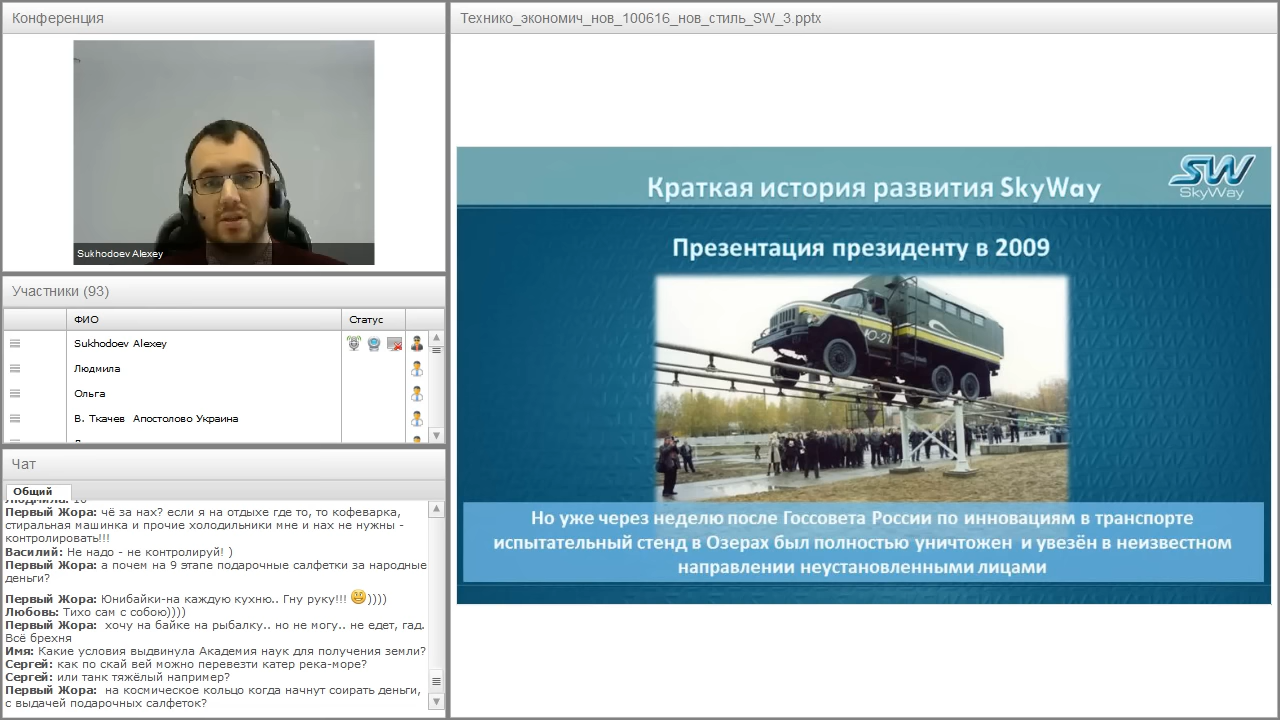 Конференция
Sukhodoev Alexey
Участники (93)
ФИО
Статус
Sukhodoev Alexey
Людмила
Ольга
В. Ткачев Апостолово Украина
Чат
Общий
Людмила: 10
Первый Жора: чё за нах? если я на отдыхе где то, то кофеварка,
стиральная машинка и прочие холодильники мне и нах не нужны -
контролировать!!!
Василий: Не надо - не контролируй! )
Первый Жора: а почем на 9 этапе подарочные салфетки за народные
деньги?
Первый Жора: Юнибайки-на каждую кухню.. Гну руку!!! ))))
Любовь: Тихо сам с собою))))
Первый Жора: хочу на байке на рыбалку.. но не могу.. не едет, гад.
Всё брехня
Имя: Какие условия выдвинула Академия наук для получения земли?
Сергей: как по скай вей можно перевезти катер река-море?
Сергей: или танк тяжёлый например?
Первый Жора: на космическое кольцо когда начнут соирать деньги,
с выдачей подарочных салфеток?
Технико_экономич_нов_100616_нов_стиль_SW_3.pptx
Краткая история развития SkyWay
SW
SkyWay
Презентация президенту в 2009
Ю-21
Но уже через неделю после Госсовета России по инновациям в транспорте
испытательный стенд в Озерах был полностью уничтожен и увезён в неизвестном
направлении неустановленными лицами